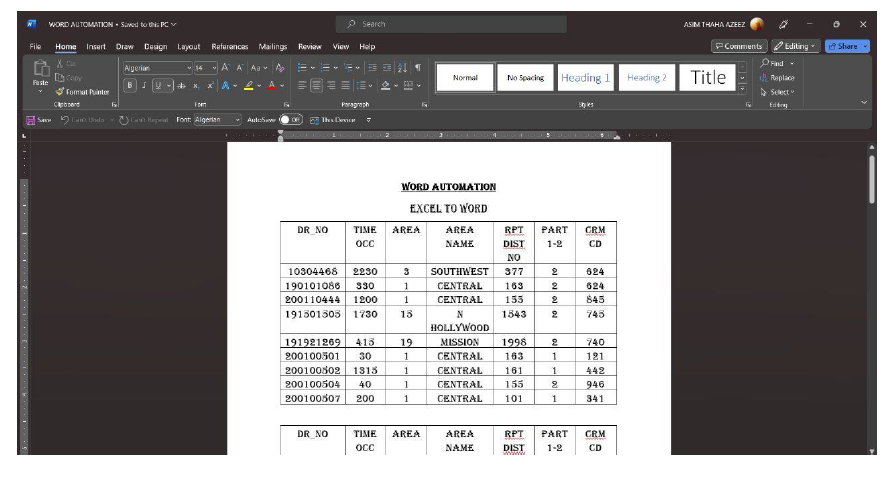 WORD AUTOMATION • Saved to this PC
Search
ASIM THAHA AZEEZ
File Home Insert Draw Design Layout References Mailings Review View Help
Comments Editing Share
Paste
Cut
Copy
Format Painter
Clipboard
Algerian 14
Font
Paragraph
Normal
No Spacing
Heading 1
Heading 2
Title
Styles
Find
Replace
Select
Editing
Save Can't Undo Can't Repeat Font: Algerian AutoSave Off This Device
WORD AUTOMATION
EXCEL TO WORD
DR_NO TIME OCC AREA AREA NAME RPT DIST NO PART 1-2 CRM CD
10304468 2230 3 SOUTHWEST 377 2 624
190101086 330 1 CENTRAL 163 2 624
200110444 1200 1 CENTRAL 155 2 845
191501505 1730 15 N HOLLYWOOD 1543 2 745
191921269 415 19 MISSION 1998 2 740
200100501 30 1 CENTRAL 163 1 121
200100502 1315 1 CENTRAL 161 1 442
200100504 40 1 CENTRAL 155 2 946
200100507 200 1 CENTRAL 101 1 341
DR_NO TIME OCC AREA AREA NAME RPT DIST PART 1-2 CRM CD